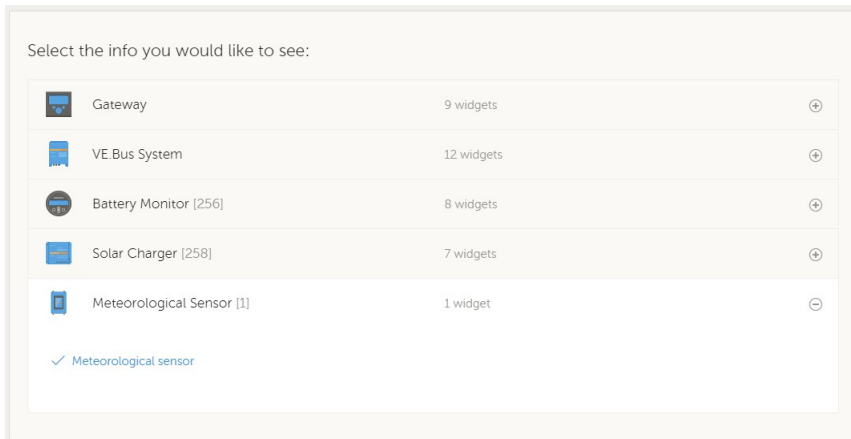 Select the info you would like to see:
Gateway 9 widgets
VE.Bus System 12 widgets
Battery Monitor [256] 8 widgets
Solar Charger [258] 7 widgets
Meteorological Sensor [1] 1 widget
Meteorological sensor